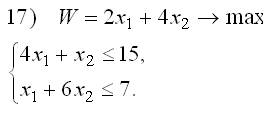 17) W = 2x₁ + 4x₂ → max
{4x₁ + x₂ ≤ 15,
x₁ + 6x₂ ≤ 7.